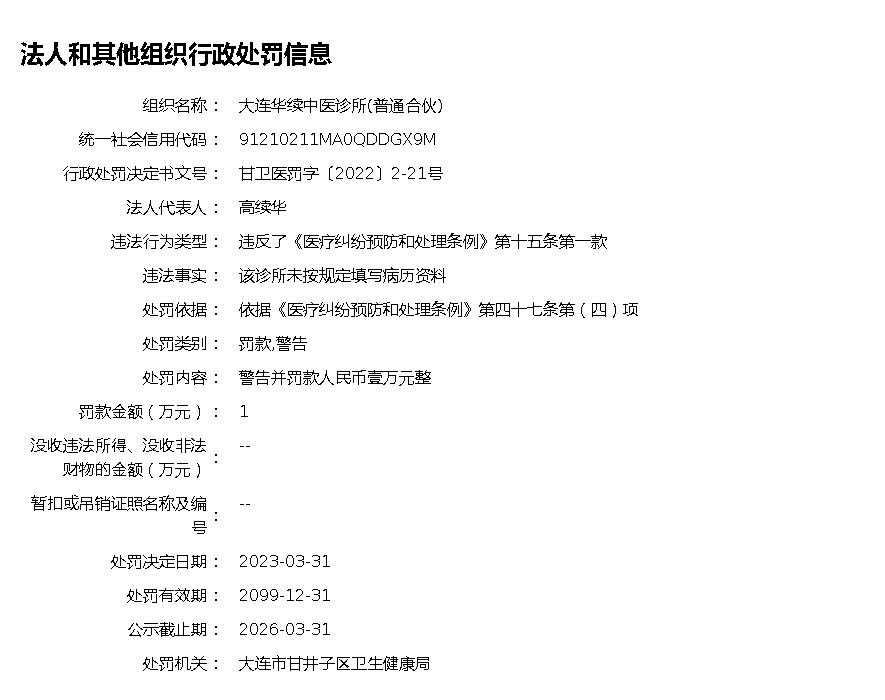 法人和其他组织行政处罚信息
组织名称： 大连华续中医诊所(普通合伙)
统一社会信用代码： 91210211MA0QDDGX9M
行政处罚决定书文号： 甘卫医罚字〔2022〕2-21号
法人代表人： 高续华
违法行为类型： 违反了《医疗纠纷预防和处理条例》第十五条第一款
违法事实： 该诊所未按规定填写病历资料
处罚依据： 依据《医疗纠纷预防和处理条例》第四十七条第（四）项
处罚类别： 罚款,警告
处罚内容： 警告并罚款人民币壹万元整
罚款金额（万元）： 1
没收违法所得、没收非法
财物的金额（万元）： --
暂扣或吊销证照名称及编
号： --
处罚决定日期： 2023-03-31
处罚有效期： 2099-12-31
公示截止期： 2026-03-31
处罚机关： 大连市甘井子区卫生健康局